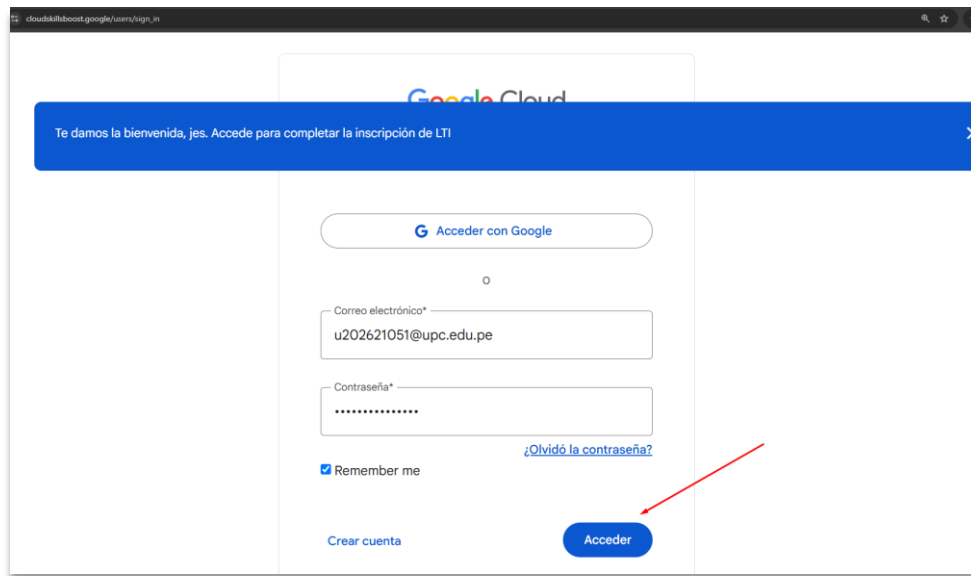 cloudskillsboost.google/users/sign_in
Google Cloud
Te damos la bienvenida, jes. Accede para completar la inscripción de LTI
G Acceder con Google
o
Correo electrónico*
u202621051@upc.edu.pe
Contraseña*
•••••••••••••••
¿Olvidó la contraseña?
Remember me
Crear cuenta
Acceder